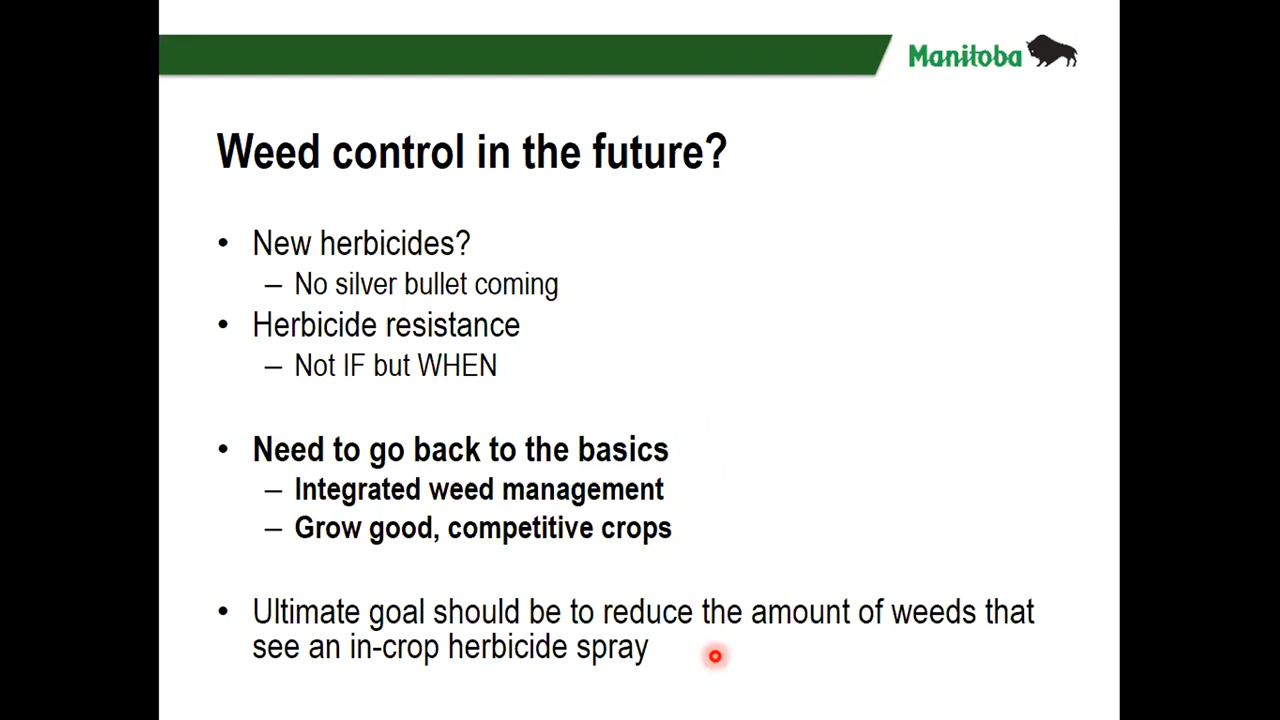 Manitoba
Weed control in the future?
• New herbicides?
– No silver bullet coming
• Herbicide resistance
– Not IF but WHEN
• Need to go back to the basics
– Integrated weed management
– Grow good, competitive crops
• Ultimate goal should be to reduce the amount of weeds that
see an in-crop herbicide spray